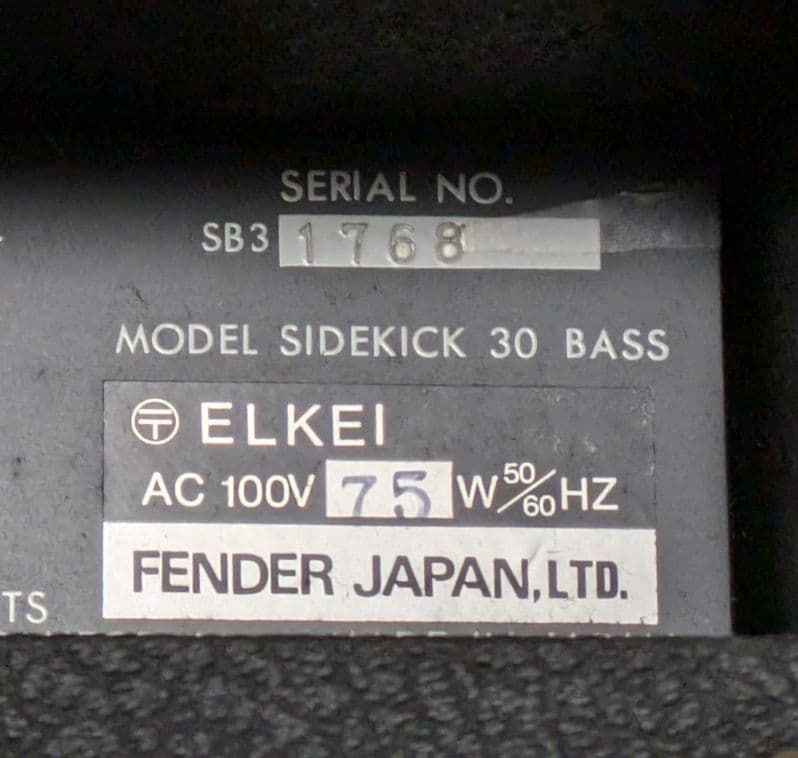 SERIAL NO.
SB3 1768
MODEL SIDEKICK 30 BASS
〶 ELKEI
AC 100V 75 W 50/60 HZ
FENDER JAPAN, LTD.
TS